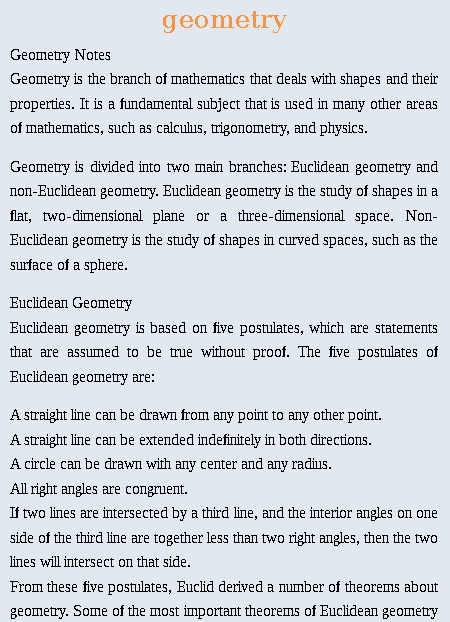 geometry
Geometry Notes
Geometry is the branch of mathematics that deals with shapes and their
properties. It is a fundamental subject that is used in many other areas
of mathematics, such as calculus, trigonometry, and physics.
Geometry is divided into two main branches: Euclidean geometry and
non-Euclidean geometry. Euclidean geometry is the study of shapes in a
flat, two-dimensional plane or a three-dimensional space. Non-
Euclidean geometry is the study of shapes in curved spaces, such as the
surface of a sphere.
Euclidean Geometry
Euclidean geometry is based on five postulates, which are statements
that are assumed to be true without proof. The five postulates of
Euclidean geometry are:
A straight line can be drawn from any point to any other point.
A straight line can be extended indefinitely in both directions.
A circle can be drawn with any center and any radius.
All right angles are congruent.
If two lines are intersected by a third line, and the interior angles on one
side of the third line are together less than two right angles, then the two
lines will intersect on that side.
From these five postulates, Euclid derived a number of theorems about
geometry. Some of the most important theorems of Euclidean geometry